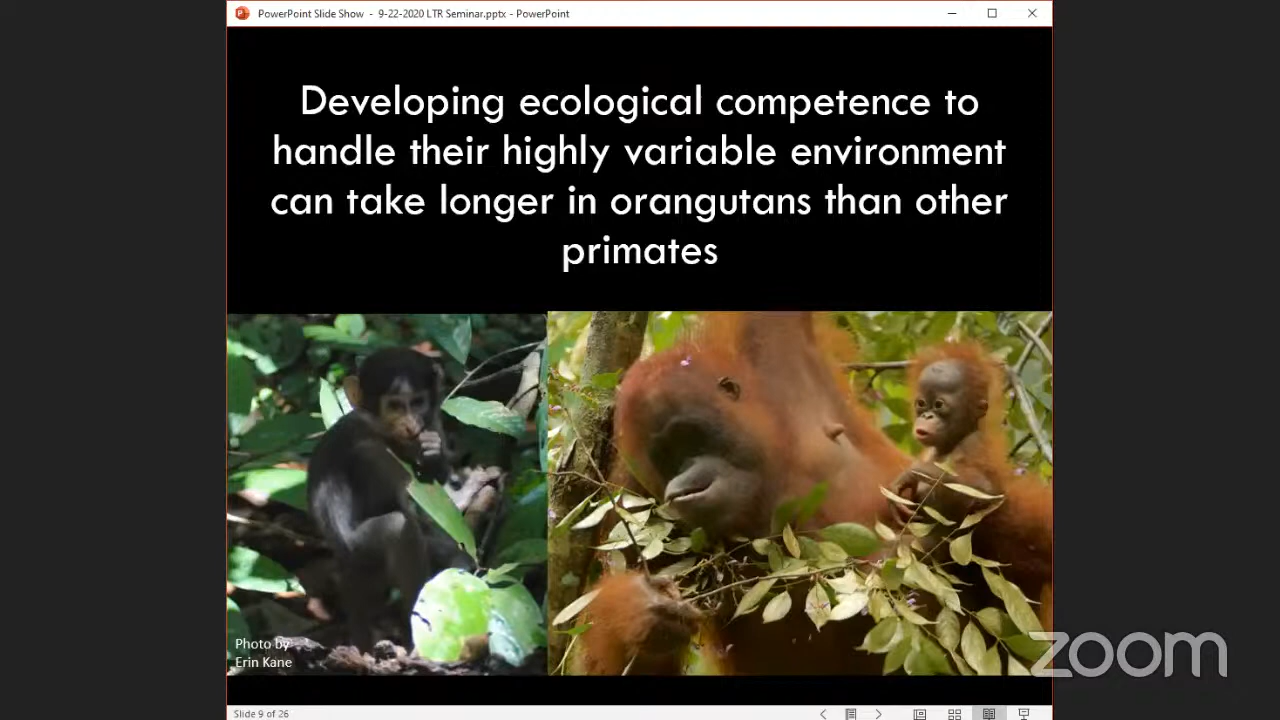 PowerPoint Slide Show - 9-22-2020 LTR Seminar.pptx - PowerPoint
Developing ecological competence to
handle their highly variable environment
can take longer in orangutans than other
primates
Photo by
Erin Kane
zoom
Slide 9 of 26